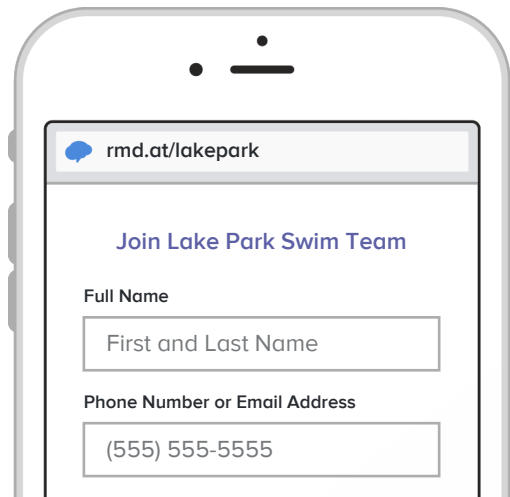 rmd.at/lakepark
Join Lake Park Swim Team
Full Name
First and Last Name
Phone Number or Email Address
(555) 555-5555